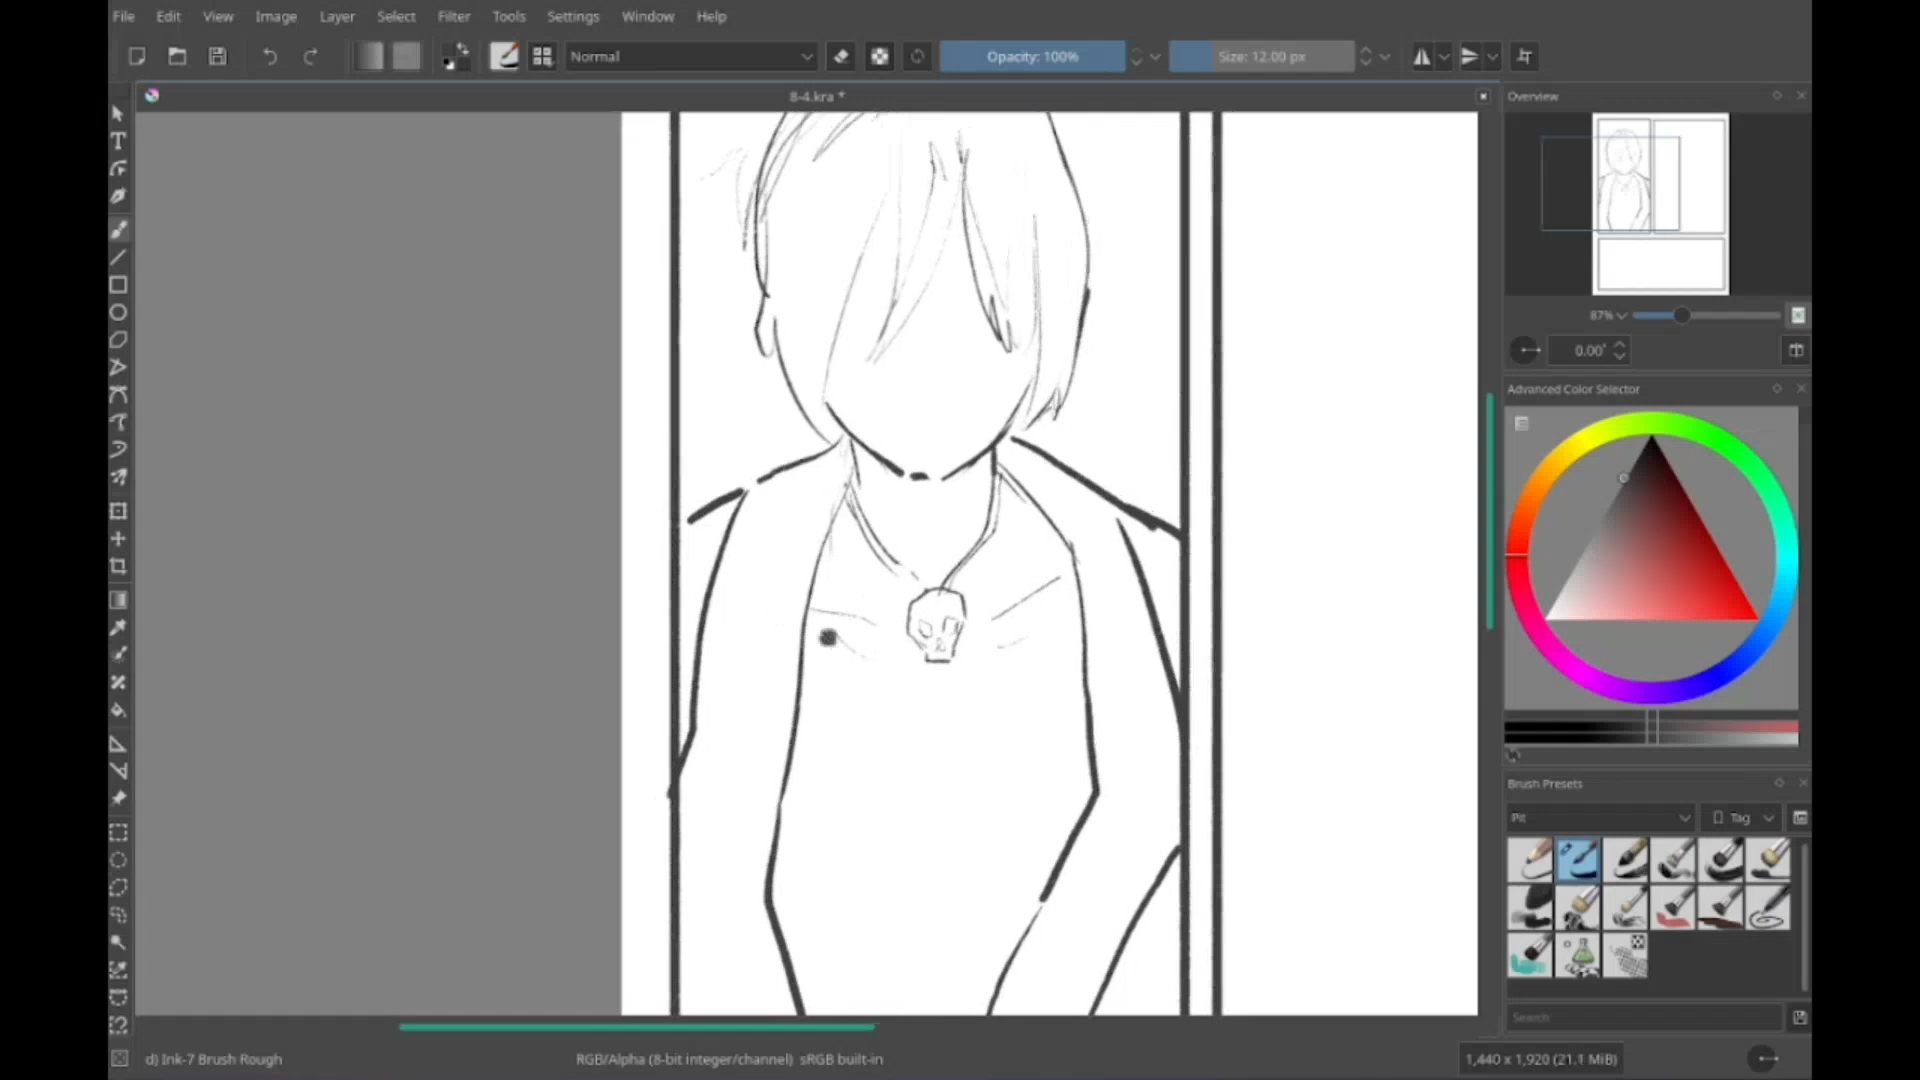 File Edit View Image Layer Select Filter Tools Settings Window Help
Normal Opacity: 100% Size: 12.00 px
8-4.kra * Overview
87%
0.00°
Advanced Color Selector
Brush Presets
Pit Tag
Search
d) Ink-7 Brush Rough RGB/Alpha (8-bit integer/channel) sRGB built-in 1,440 x 1,920 (21.1 MiB)